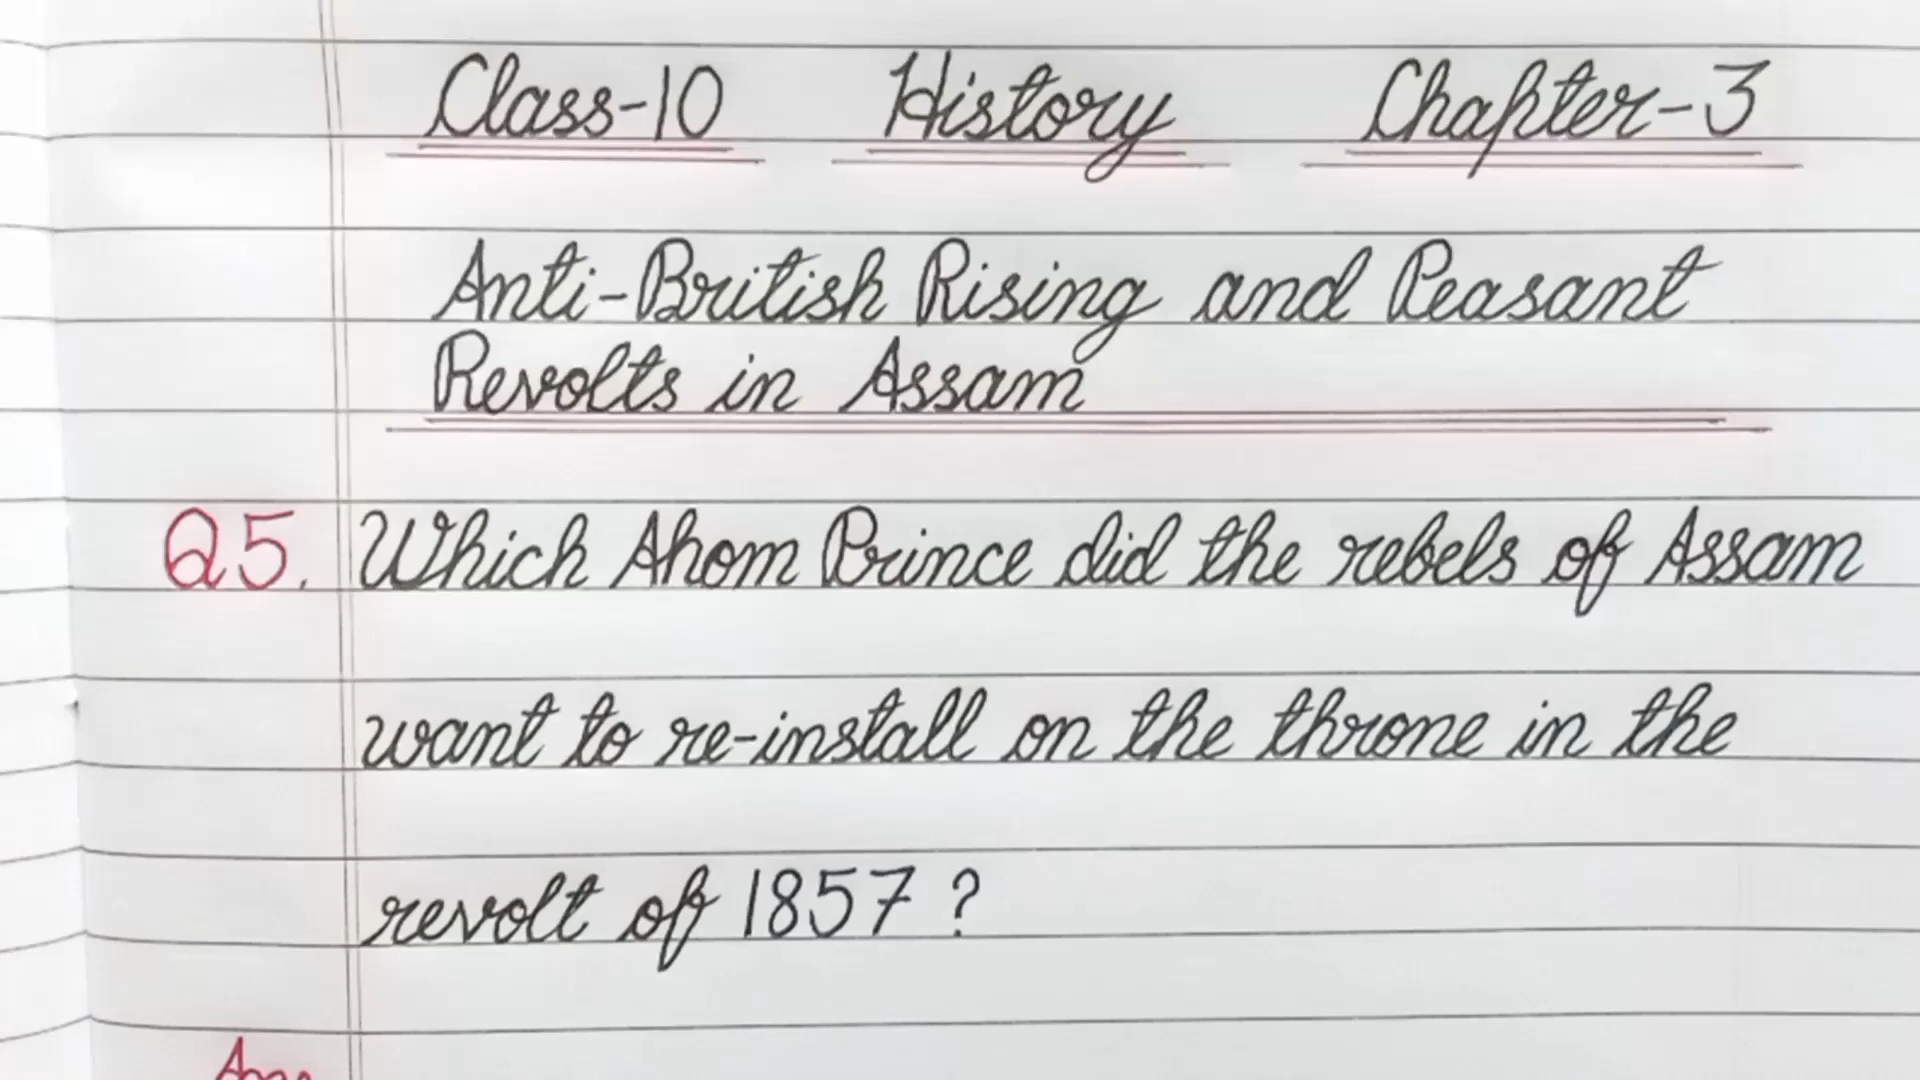 Class-10 History Chapter-3
Anti-British Rising and Peasant
Revolts in Assam
Q5. Which Ahom Prince did the rebels of Assam
want to re-install on the throne in the
revolt of 1857 ?
Ans